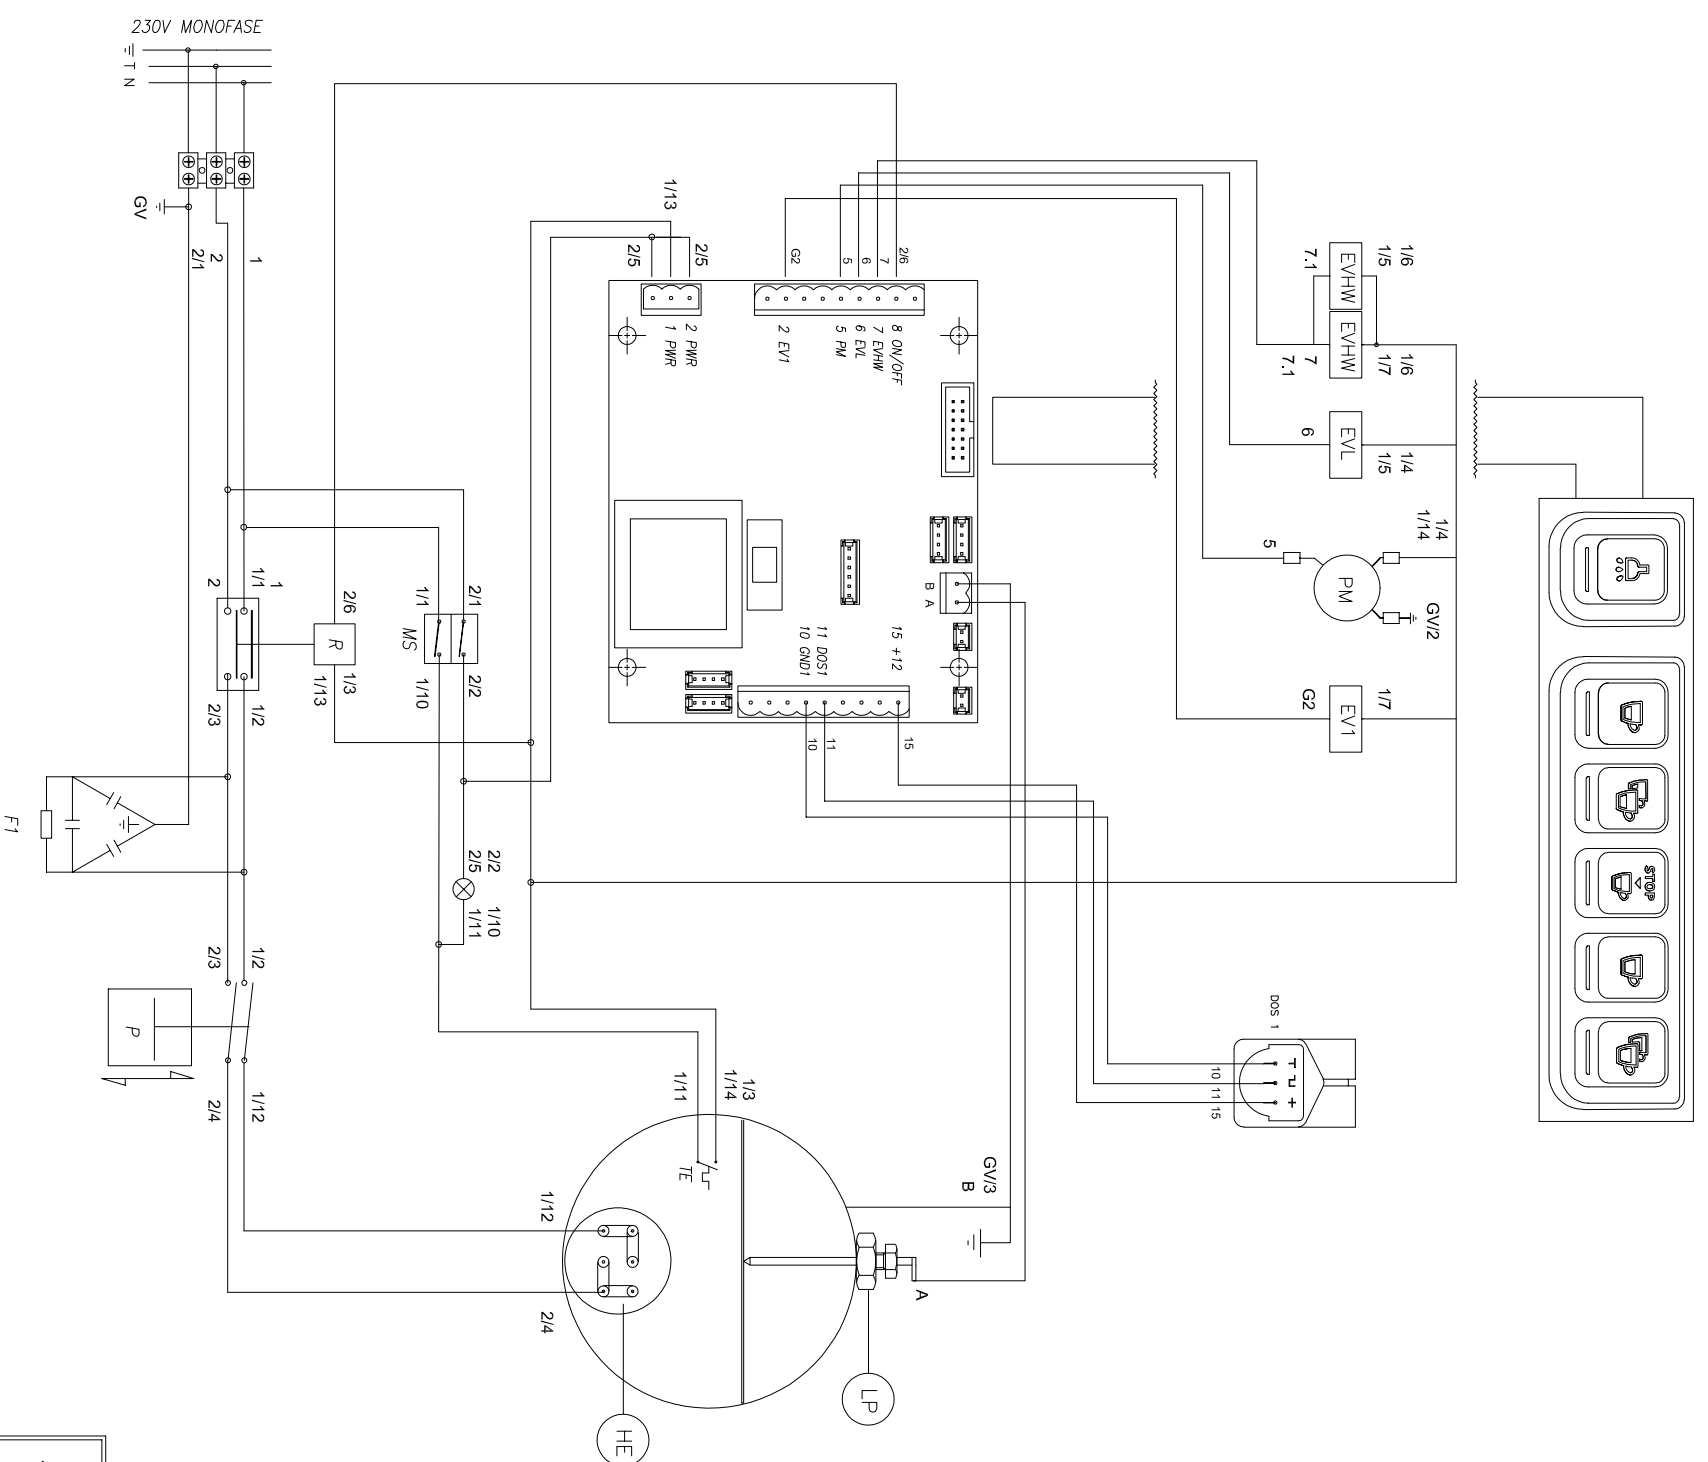 230V MONOFASE
T
N
GV
2/1
2
1
1/13
2/5
2/5
G2
5
6
7
2/6
1 PWR
2 PWR
2 EV1
5 PM
6 EVL
7 EVHW
8 ON/OFF
7.1
EVHW
1/5
1/6
7.1
7
EVHW
1/7
1/6
6
EVL
1/5
1/4
5
PM
1/14
1/4
GV/2
G2
EV1
1/7
B
A
10 GND1
11 DOS1
15 +12
10
11
15
STOP
2
1/1
1
2/6
R
1/13
1/3
1/1
2/1
MS
1/10
2/2
2/3
1/2
F1
2/5
2/2
1/11
1/10
2/3
1/2
P
2/4
1/12
1/11
1/14
1/3
TE
1/12
2/4
HE
LP
A
GV/3
B
DOS 1
10
11
15
+